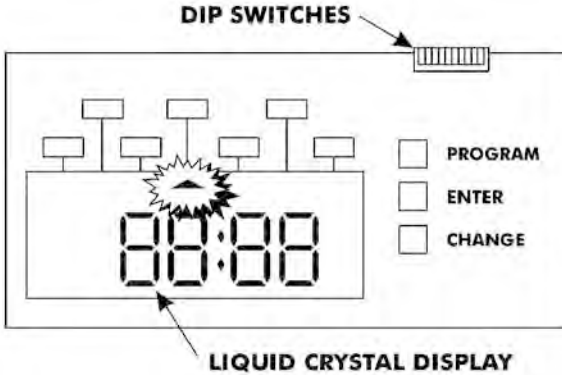 DIP SWITCHES
PROGRAM
ENTER
CHANGE
88:88
LIQUID CRYSTAL DISPLAY